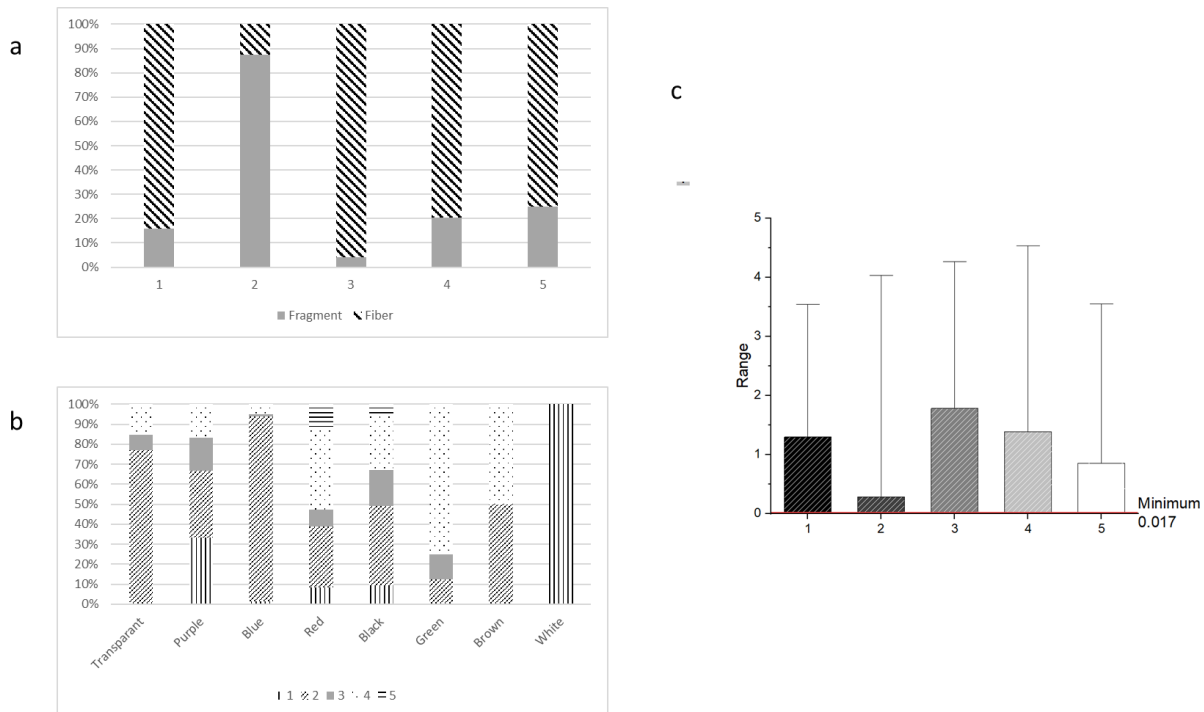 a
100%
90%
80%
70%
60%
50%
40%
30%
20%
10%
0%
1 2 3 4 5
Fragment Fiber
b
100%
90%
80%
70%
60%
50%
40%
30%
20%
10%
0%
Transparant Purple Blue Red Black Green Brown White
1 2 3 4 5
c
5
4
3
2
1
0
Range
1 2 3 4 5
Minimum
0.017